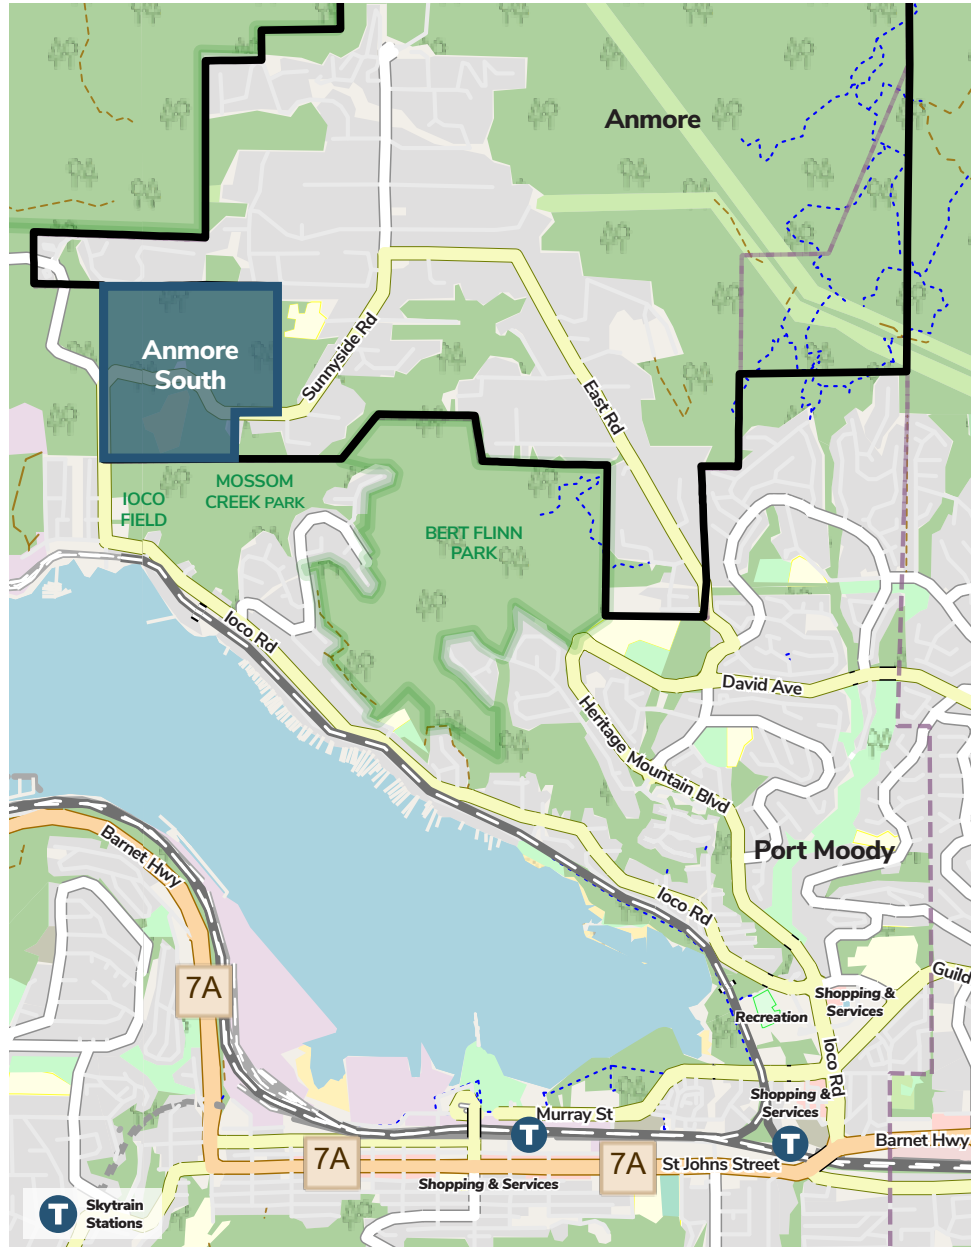 Anmore
Anmore
South
Sunnyside Rd
East Rd
IOCO
FIELD
MOSSOM
CREEK PARK
BERT FLINN
PARK
Ioco Rd
David Ave
Heritage Mountain Blvd
Port Moody
Barnet Hwy
Ioco Rd
7A
Guild
Shopping &
Services
Recreation
Ioco Rd
Shopping &
Services
Murray St
T
T
Barnet Hwy.
7A
7A
St Johns Street
Shopping & Services
T
Skytrain
Stations